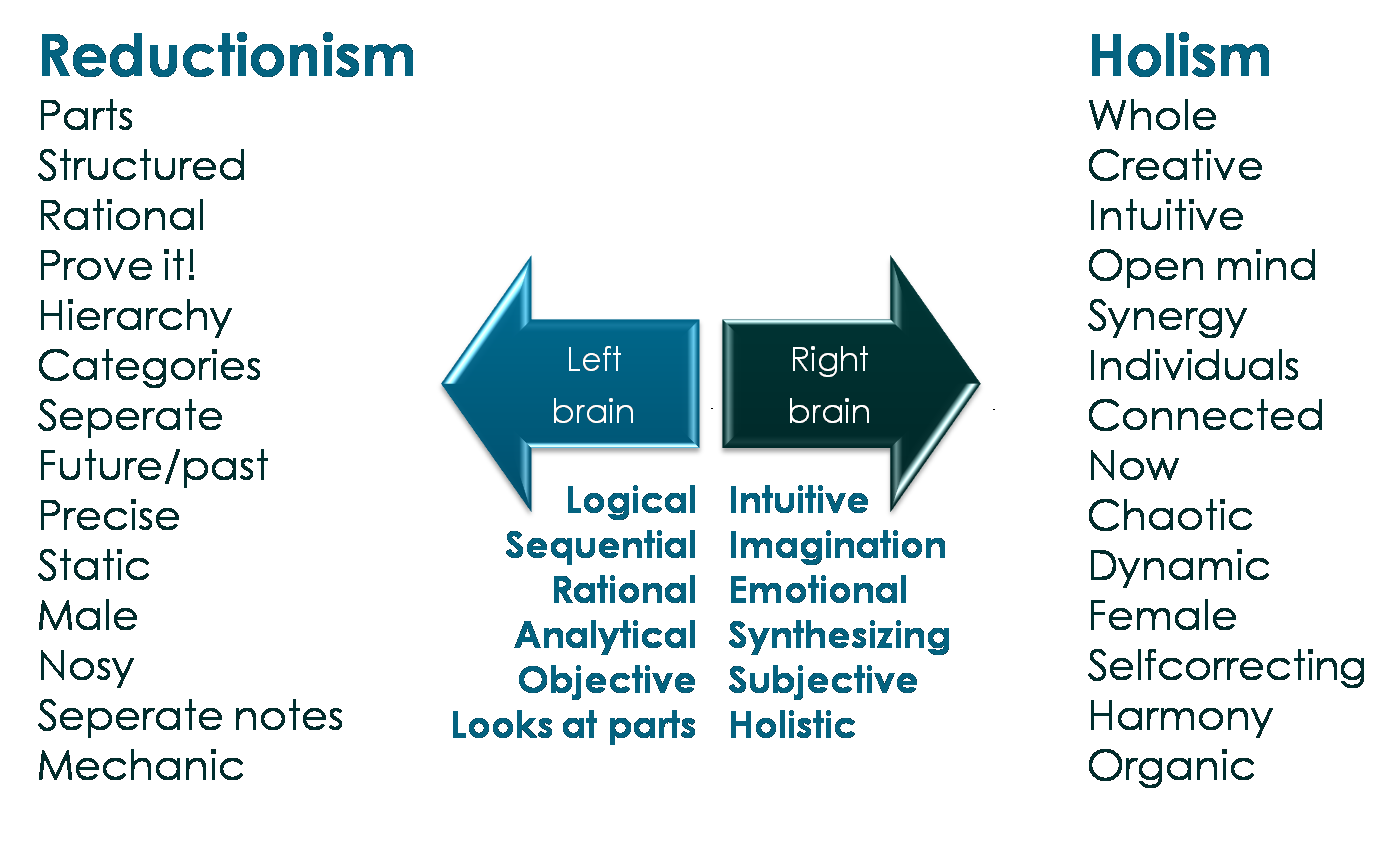 Reductionism
Parts
Structured
Rational
Prove it!
Hierarchy
Categories
Seperate
Future/past
Precise
Static
Male
Nosy
Seperate notes
Mechanic
Left
brain
Logical
Sequential
Rational
Analytical
Objective
Looks at parts
Right
brain
Intuitive
Imagination
Emotional
Synthesizing
Subjective
Holistic
Holism
Whole
Creative
Intuitive
Open mind
Synergy
Individuals
Connected
Now
Chaotic
Dynamic
Female
Selfcorrecting
Harmony
Organic